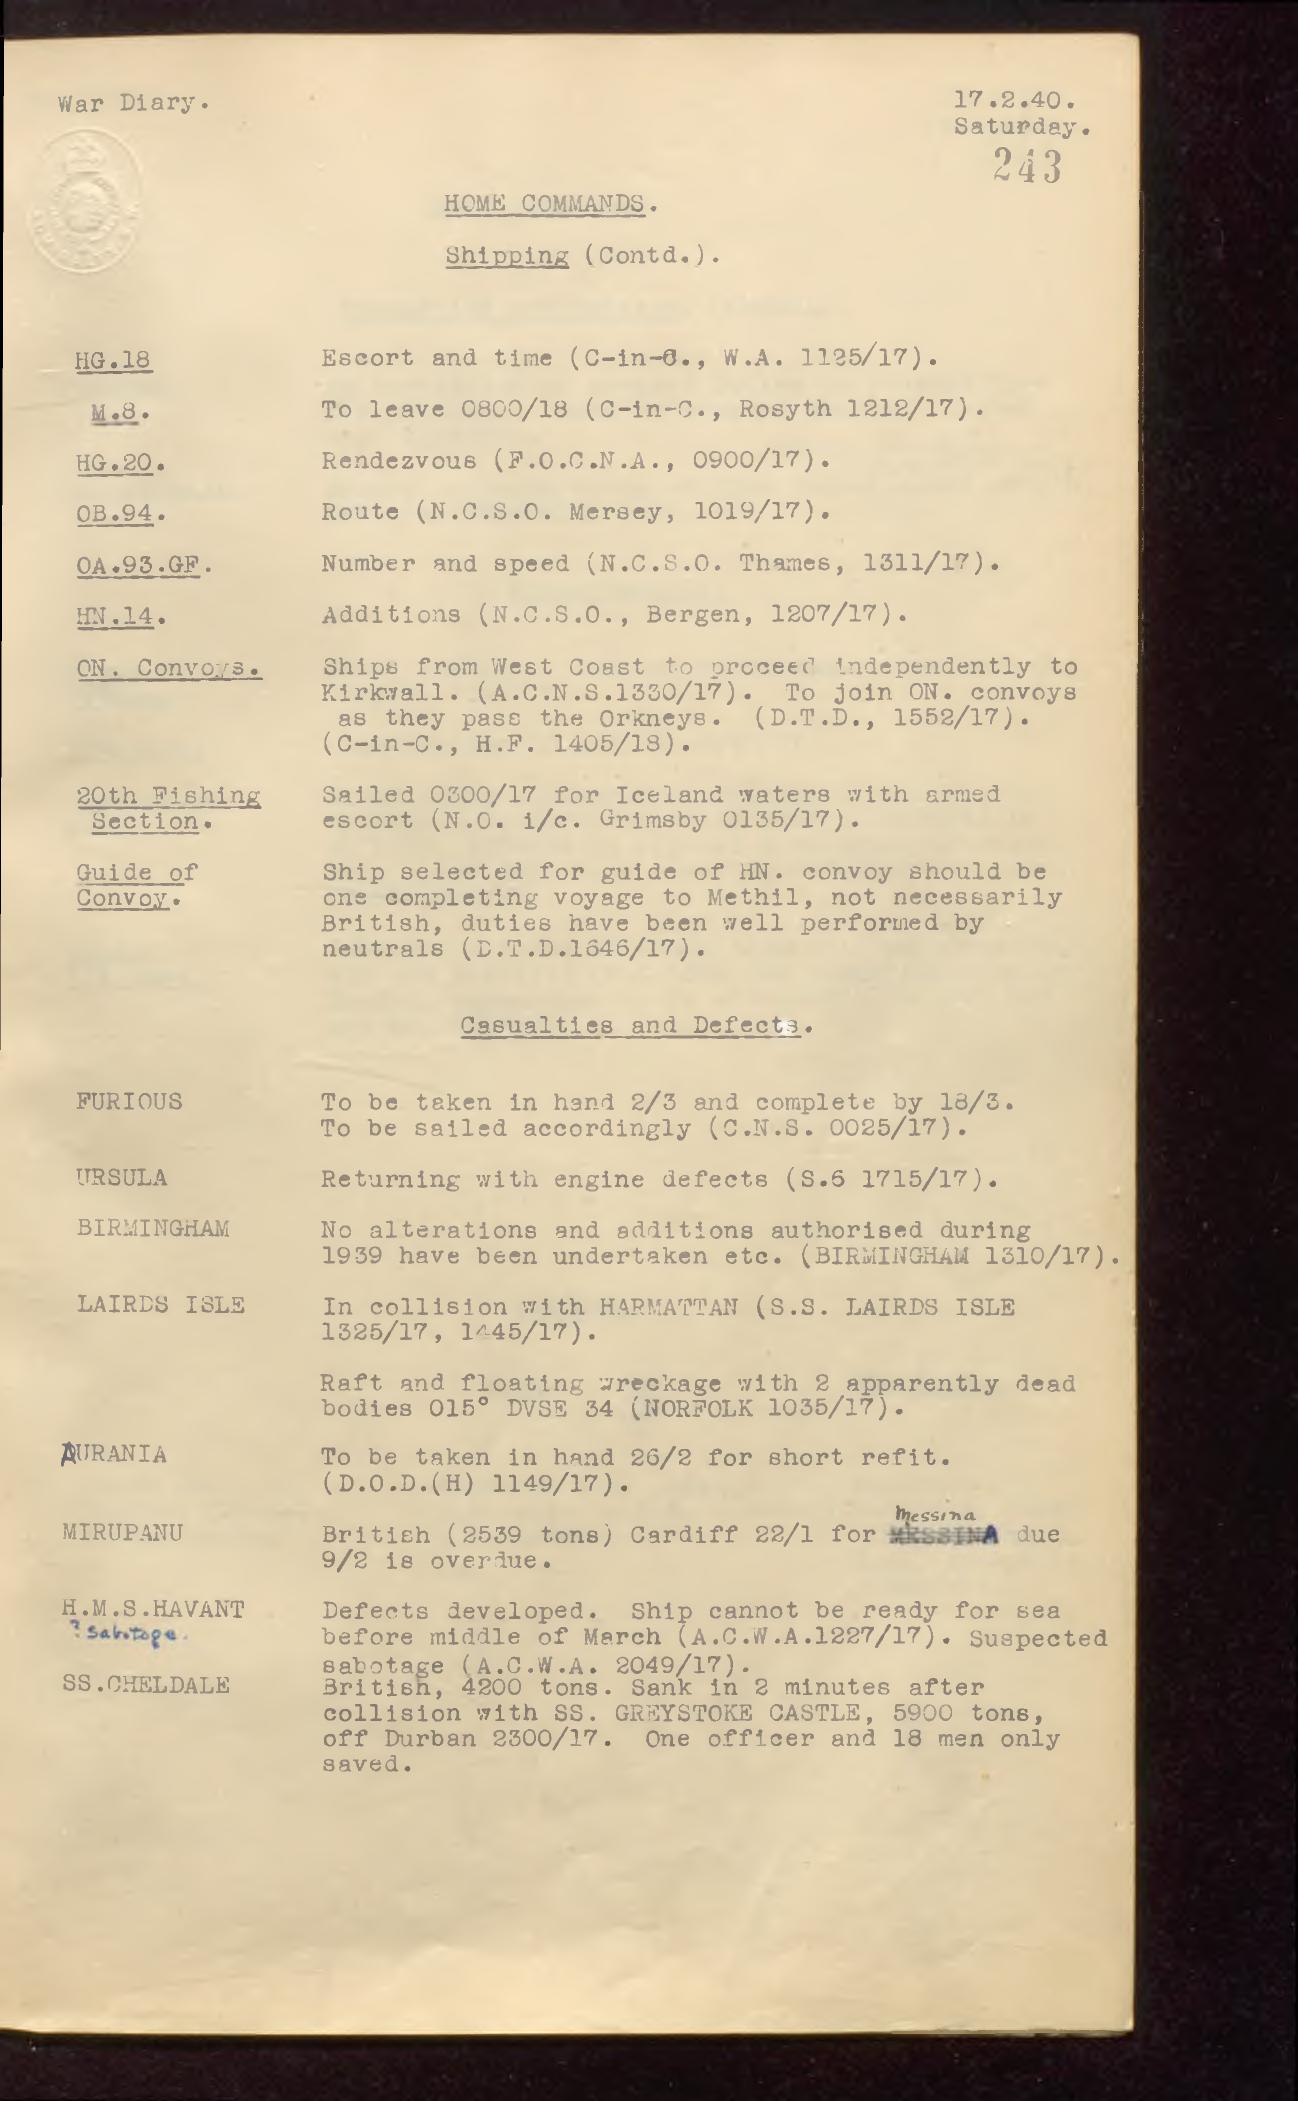 War Diary.
17.2.40.
Saturday.
243
HOME COMMANDS.
Shipping (Contd.).
HG.18 Escort and time (C-in-C., W.A. 1125/17).
M.8. To leave 0800/18 (C-in-C., Rosyth 1212/17).
HG.20. Rendezvous (F.O.C.N.A., 0900/17).
OB.94. Route (N.C.S.O. Mersey, 1019/17).
OA.93.GF. Number and speed (N.C.S.O. Thames, 1311/17).
HN.14. Additions (N.C.S.O., Bergen, 1207/17).
ON. Convoys. Ships from West Coast to proceed independently to
Kirkwall. (A.C.N.S.1330/17). To join ON. convoys
as they pass the Orkneys. (D.T.D., 1552/17).
(C-in-C., H.F. 1405/18).
20th Fishing Sailed 0300/17 for Iceland waters with armed
Section. escort (N.O. i/c. Grimsby 0135/17).
Guide of Ship selected for guide of HN. convoy should be
Convoy. one completing voyage to Methil, not necessarily
British, duties have been well performed by
neutrals (D.T.D.1646/17).
Casualties and Defects.
FURIOUS To be taken in hand 2/3 and complete by 18/3.
To be sailed accordingly (C.N.S. 0025/17).
URSULA Returning with engine defects (S.6 1715/17).
BIRMINGHAM No alterations and additions authorised during
1939 have been undertaken etc. (BIRMINGHAM 1310/17).
LAIRDS ISLE In collision with HARMATTAN (S.S. LAIRDS ISLE
1325/17, 1445/17).
Raft and floating wreckage with 2 apparently dead
bodies 015° DVSE 34 (NORFOLK 1035/17).
AURANIA To be taken in hand 26/2 for short refit.
(D.O.D.(H) 1149/17).
Messina
MIRUPANU British (2539 tons) Cardiff 22/1 for MESSINA due
9/2 is overdue.
H.M.S.HAVANT Defects developed. Ship cannot be ready for sea
? Sabotage. before middle of March (A.C.W.A.1227/17). Suspected
sabotage (A.C.W.A. 2049/17).
SS.CHELDALE British, 4200 tons. Sank in 2 minutes after
collision with SS. GREYSTOKE CASTLE, 5900 tons,
off Durban 2300/17. One officer and 18 men only
saved.